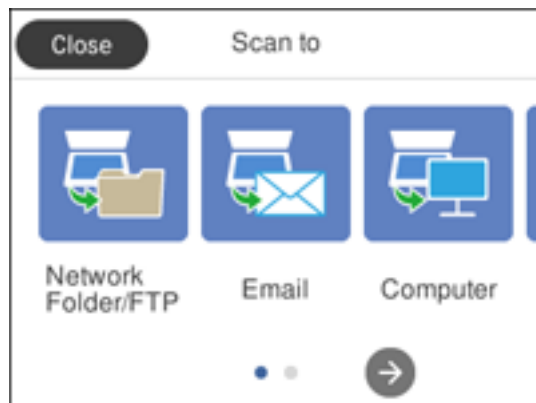 Close
Scan to
Network
Folder/FTP
Email
Computer